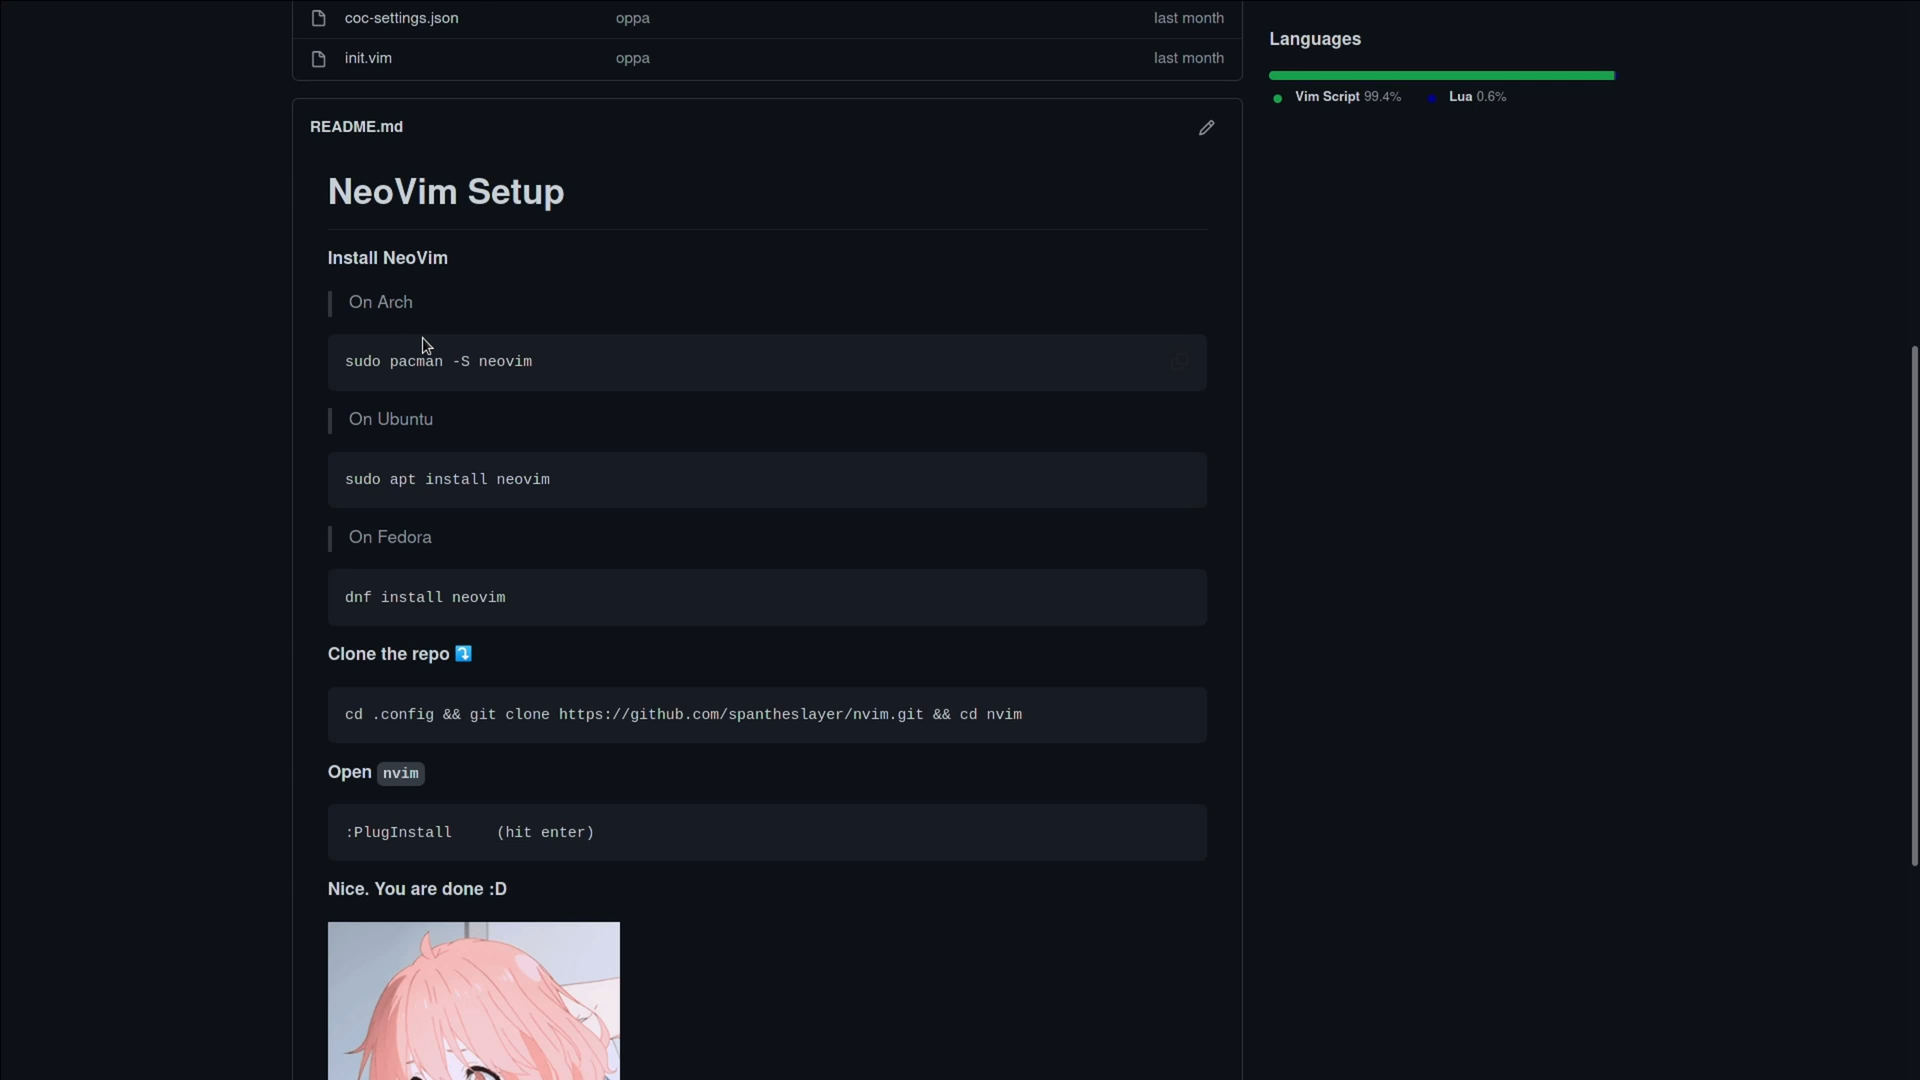 coc-settings.json oppa last month
init.vim oppa last month
Languages
Vim Script 99.4% Lua 0.6%
README.md
NeoVim Setup
Install NeoVim
On Arch
sudo pacman -S neovim
On Ubuntu
sudo apt install neovim
On Fedora
dnf install neovim
Clone the repo ⤵️
cd .config && git clone https://github.com/spantheslayer/nvim.git && cd nvim
Open nvim
:PlugInstall     (hit enter)
Nice. You are done :D